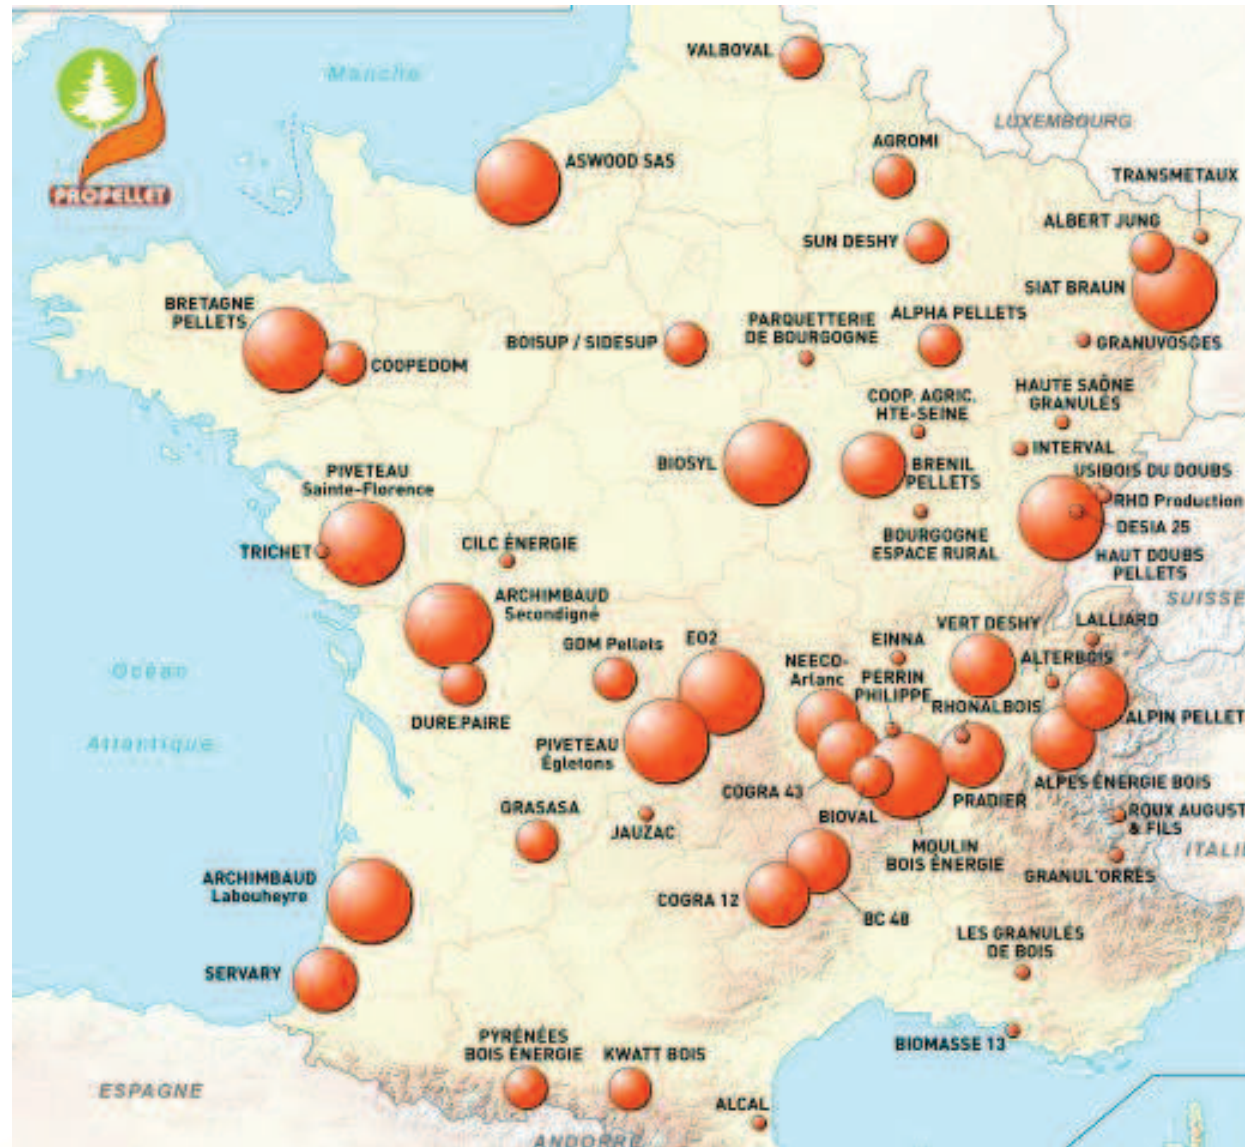 VALBOVAL
Manche
LUXEMBOURG
AGROMI
ASWOOD SAS
TRANSMETAUX
PROPELLET
ALBERT JUNG
SUN DESHY
SIAT BRAUN
BRETAGNE
PELLETS
ALPHA PELLETS
PARQUETTERIE
DE BOURGOGNE
BOISUP / SIDESUP
GRANUVOSGES
COOPEDOM
HAUTE SAÔNE
GRANULÉS
COOP. AGRIC.
HTE-SEINE
INTERVAL
BIOSYL
BRENIL
PELLETS
USIBOIS DU DOUBS
PIVETEAU
Sainte-Florence
RHD Production
DESIA 25
BOURGOGNE
ESPACE RURAL
TRICHET
CILC ÉNERGIE
HAUT DOUBS
PELLETS
SUISSE
ARCHIMBAUD
Secondigné
LALLIARD
VERT DESHY
EO2
GDM Pellets
EINNA
ALTERBOIS
NEECO-
Arlanc
PERRIN
PHILIPPE
Océan
RHONALBOIS
DUREPAIRE
ALPIN PELLET
Atlantique
PIVETEAU
Égletons
ALPES ÉNERGIE BOIS
COGRA 43
PRADIER
GRASASA
BIOVAL
ROUX AUGUST
& FILS
JAUZAC
MOULIN
BOIS ÉNERGIE
ITALIE
GRANUL'ORRES
ARCHIMBAUD
Labouheyre
COGRA 12
BC 48
LES GRANULÉS
DE BOIS
SERVARY
BIOMASSE 13
PYRÉNÉES
BOIS ÉNERGIE
KWATT BOIS
ESPAGNE
ALCAL
ANDORRE